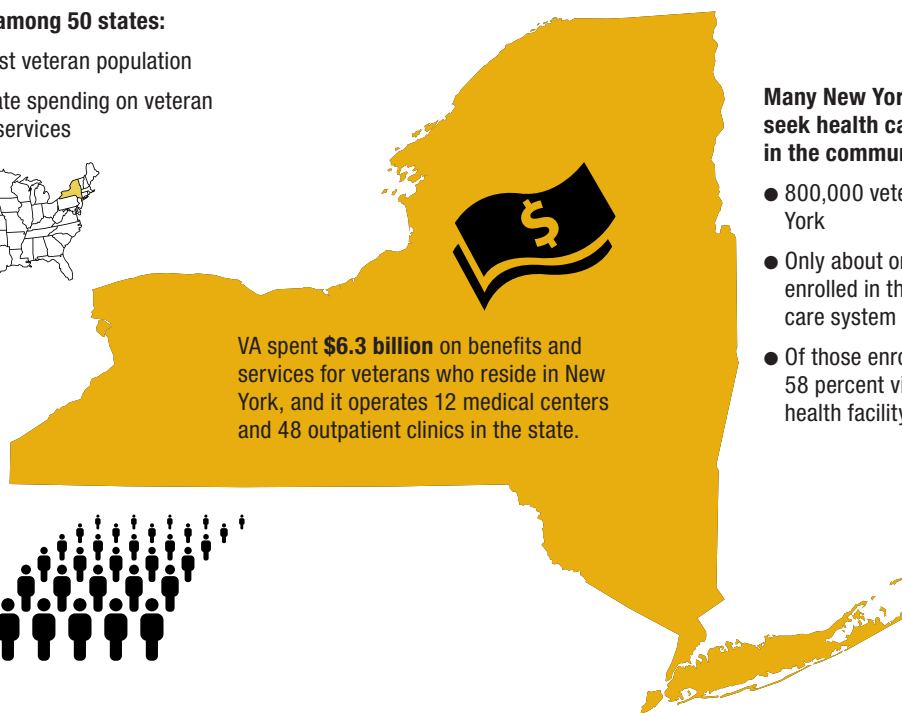 among 50 states:
st veteran population
ate spending on veteran
services
VA spent $6.3 billion on benefits and
services for veterans who reside in New
York, and it operates 12 medical centers
and 48 outpatient clinics in the state.
Many New Yor
seek health ca
in the commun
● 800,000 vete
York
● Only about o
enrolled in th
care system
● Of those enro
58 percent vi
health facility